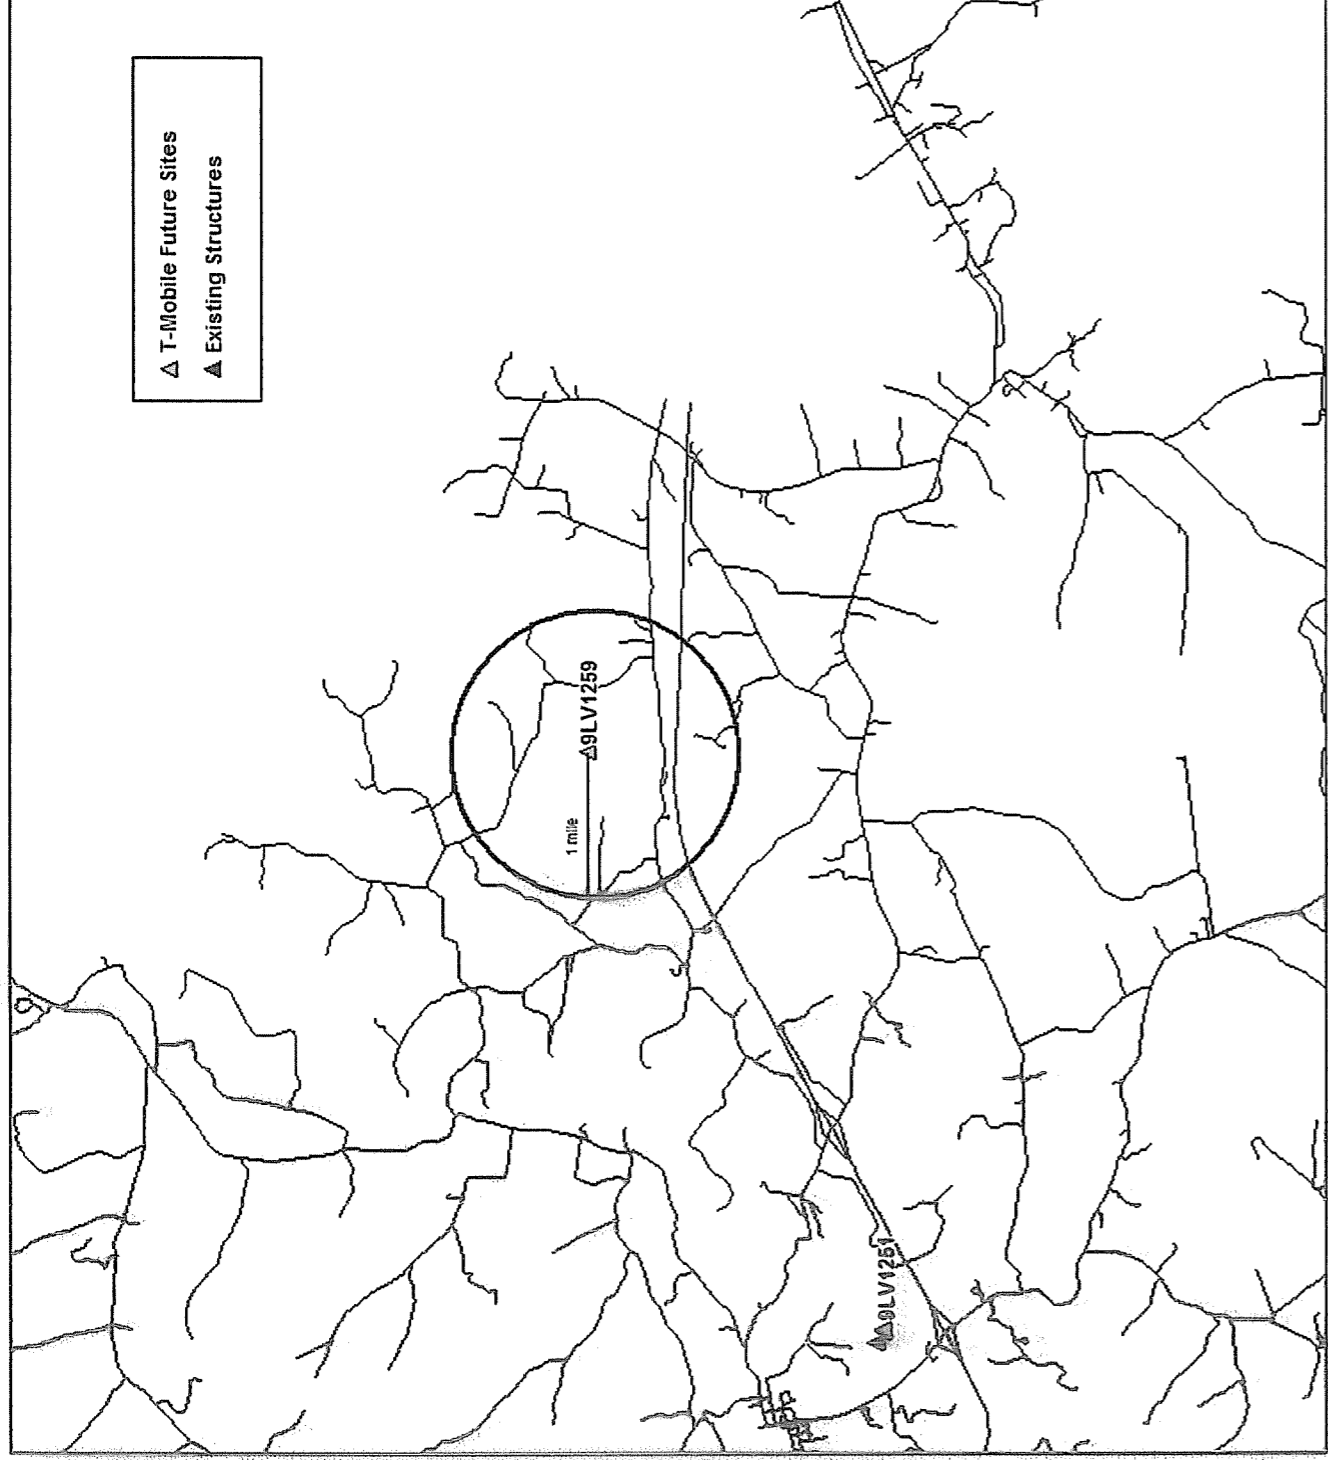 △ T-Mobile Future Sites
▲ Existing Structures
△9LV1259
1 mile
9LV1251